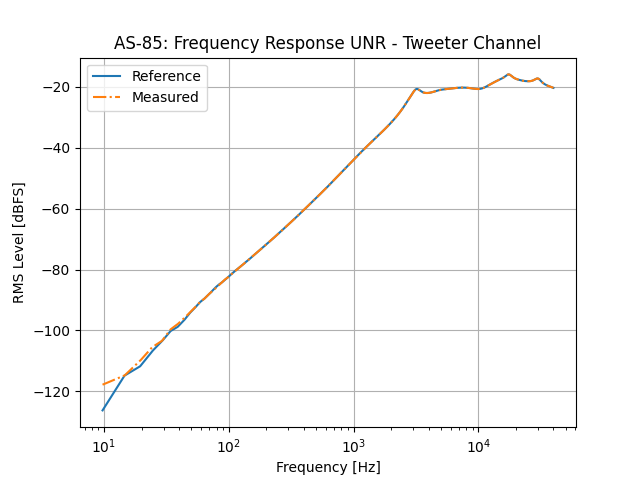 AS-85: Frequency Response UNR - Tweeter Channel
Reference
Measured
RMS Level [dBFS]
−20
−40
−60
−80
−100
−120
10¹ 10² 10³ 10⁴
Frequency [Hz]